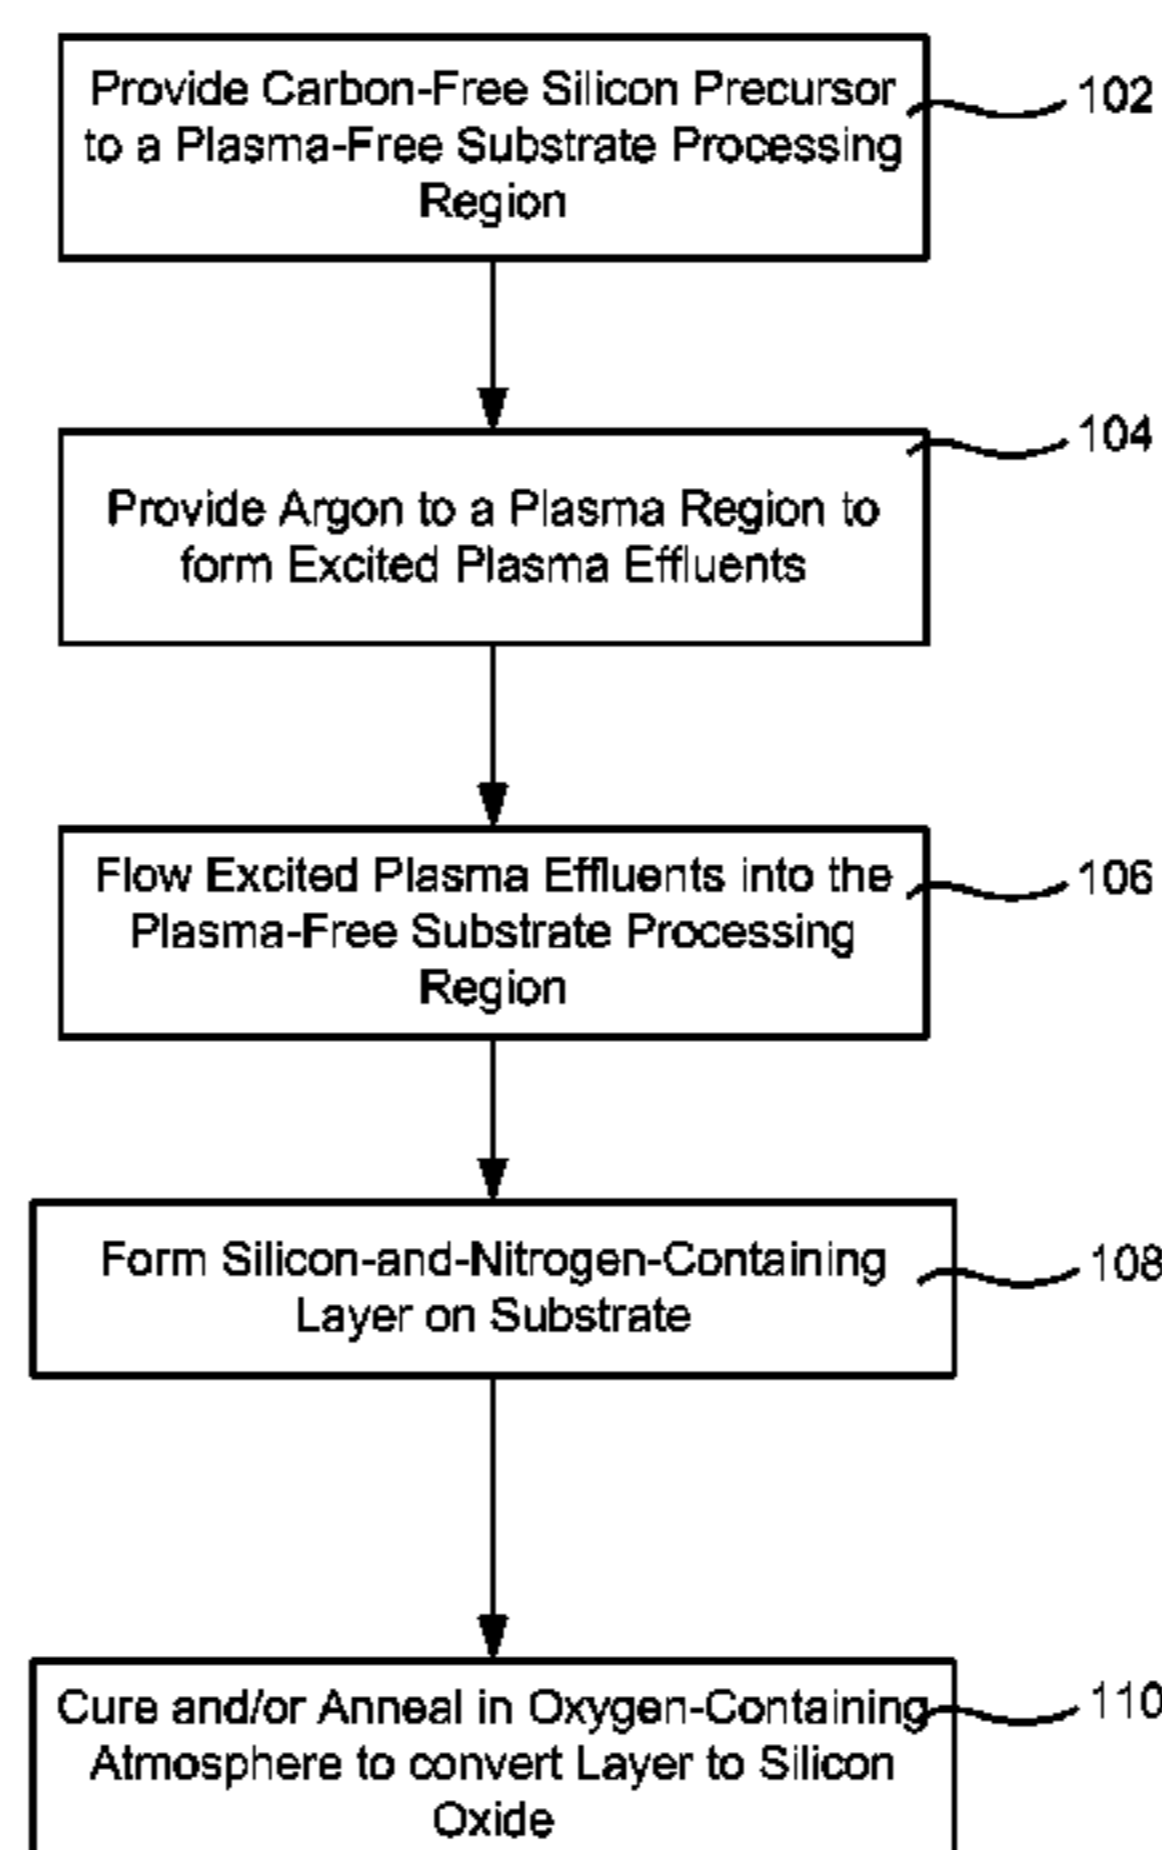 Provide Carbon-Free Silicon Precursor
to a Plasma-Free Substrate Processing
Region
102
Provide Argon to a Plasma Region to
form Excited Plasma Effluents
104
Flow Excited Plasma Effluents into the
Plasma-Free Substrate Processing
Region
106
Form Silicon-and-Nitrogen-Containing
Layer on Substrate
108
Cure and/or Anneal in Oxygen-Containing
Atmosphere to convert Layer to Silicon
Oxide
110